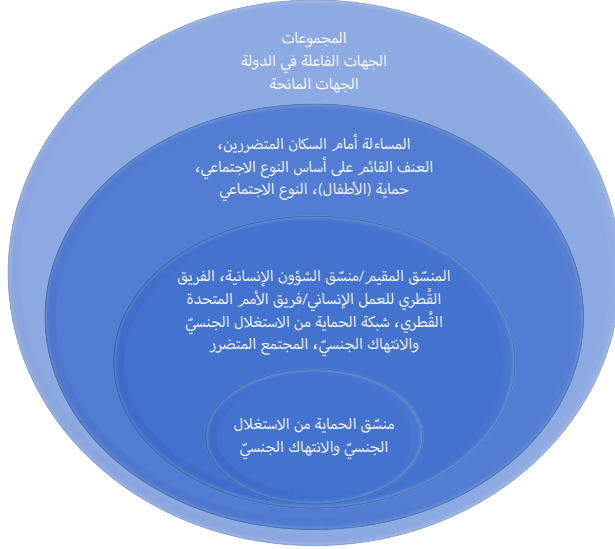 المجموعات
الجهات الفاعلة في الدولة
الجهات المانحة
المساءلة أمام السكان المتضررين،
العنف القائم على أساس النوع الاجتماعي،
حماية (الأطفال)، النوع الاجتماعي
المنسّق المقيم/منسّق الشؤون الإنسانية، الفريق
القُطري للعمل الإنساني/فريق الأمم المتحدة
القُطري، شبكة الحماية من الاستغلال الجنسيّ
والانتهاك الجنسيّ، المجتمع المتضرر
منسّق الحماية من الاستغلال
الجنسيّ والانتهاك الجنسيّ